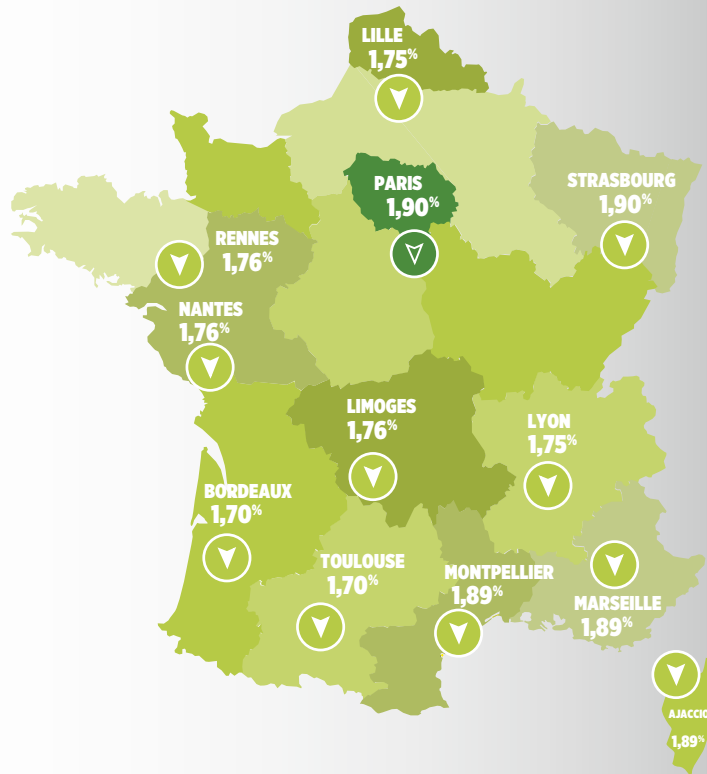 LILLE
1,75%
PARIS
1,90%
STRASBOURG
1,90%
RENNES
1,76%
NANTES
1,76%
LIMOGES
1,76%
LYON
1,75%
BORDEAUX
1,70%
TOULOUSE
1,70%
MONTPELLIER
1,89%
MARSEILLE
1,89%
AJACCIO
1,89%